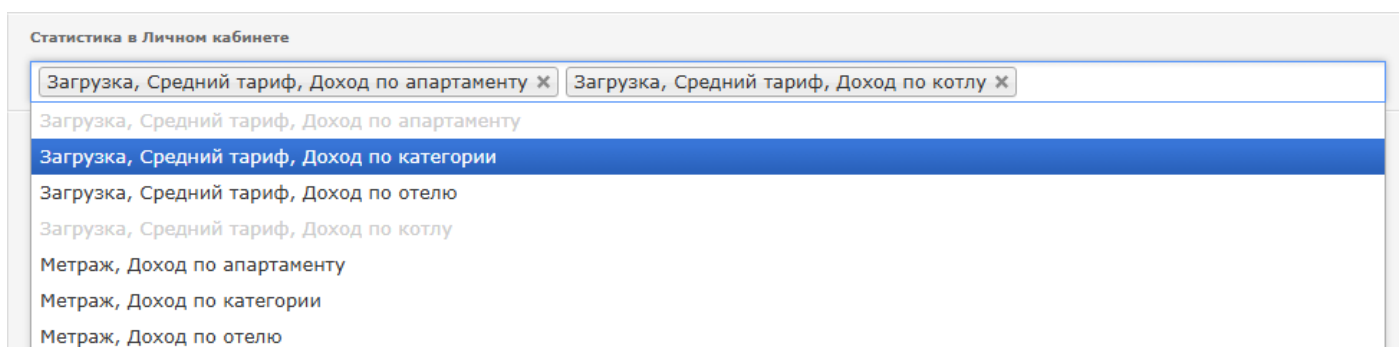 Статистика в Личном кабинете
Загрузка, Средний тариф, Доход по апартаменту × Загрузка, Средний тариф, Доход по котлу ×
Загрузка, Средний тариф, Доход по апартаменту
Загрузка, Средний тариф, Доход по категории
Загрузка, Средний тариф, Доход по отелю
Загрузка, Средний тариф, Доход по котлу
Метраж, Доход по апартаменту
Метраж, Доход по категории
Метраж, Доход по отелю